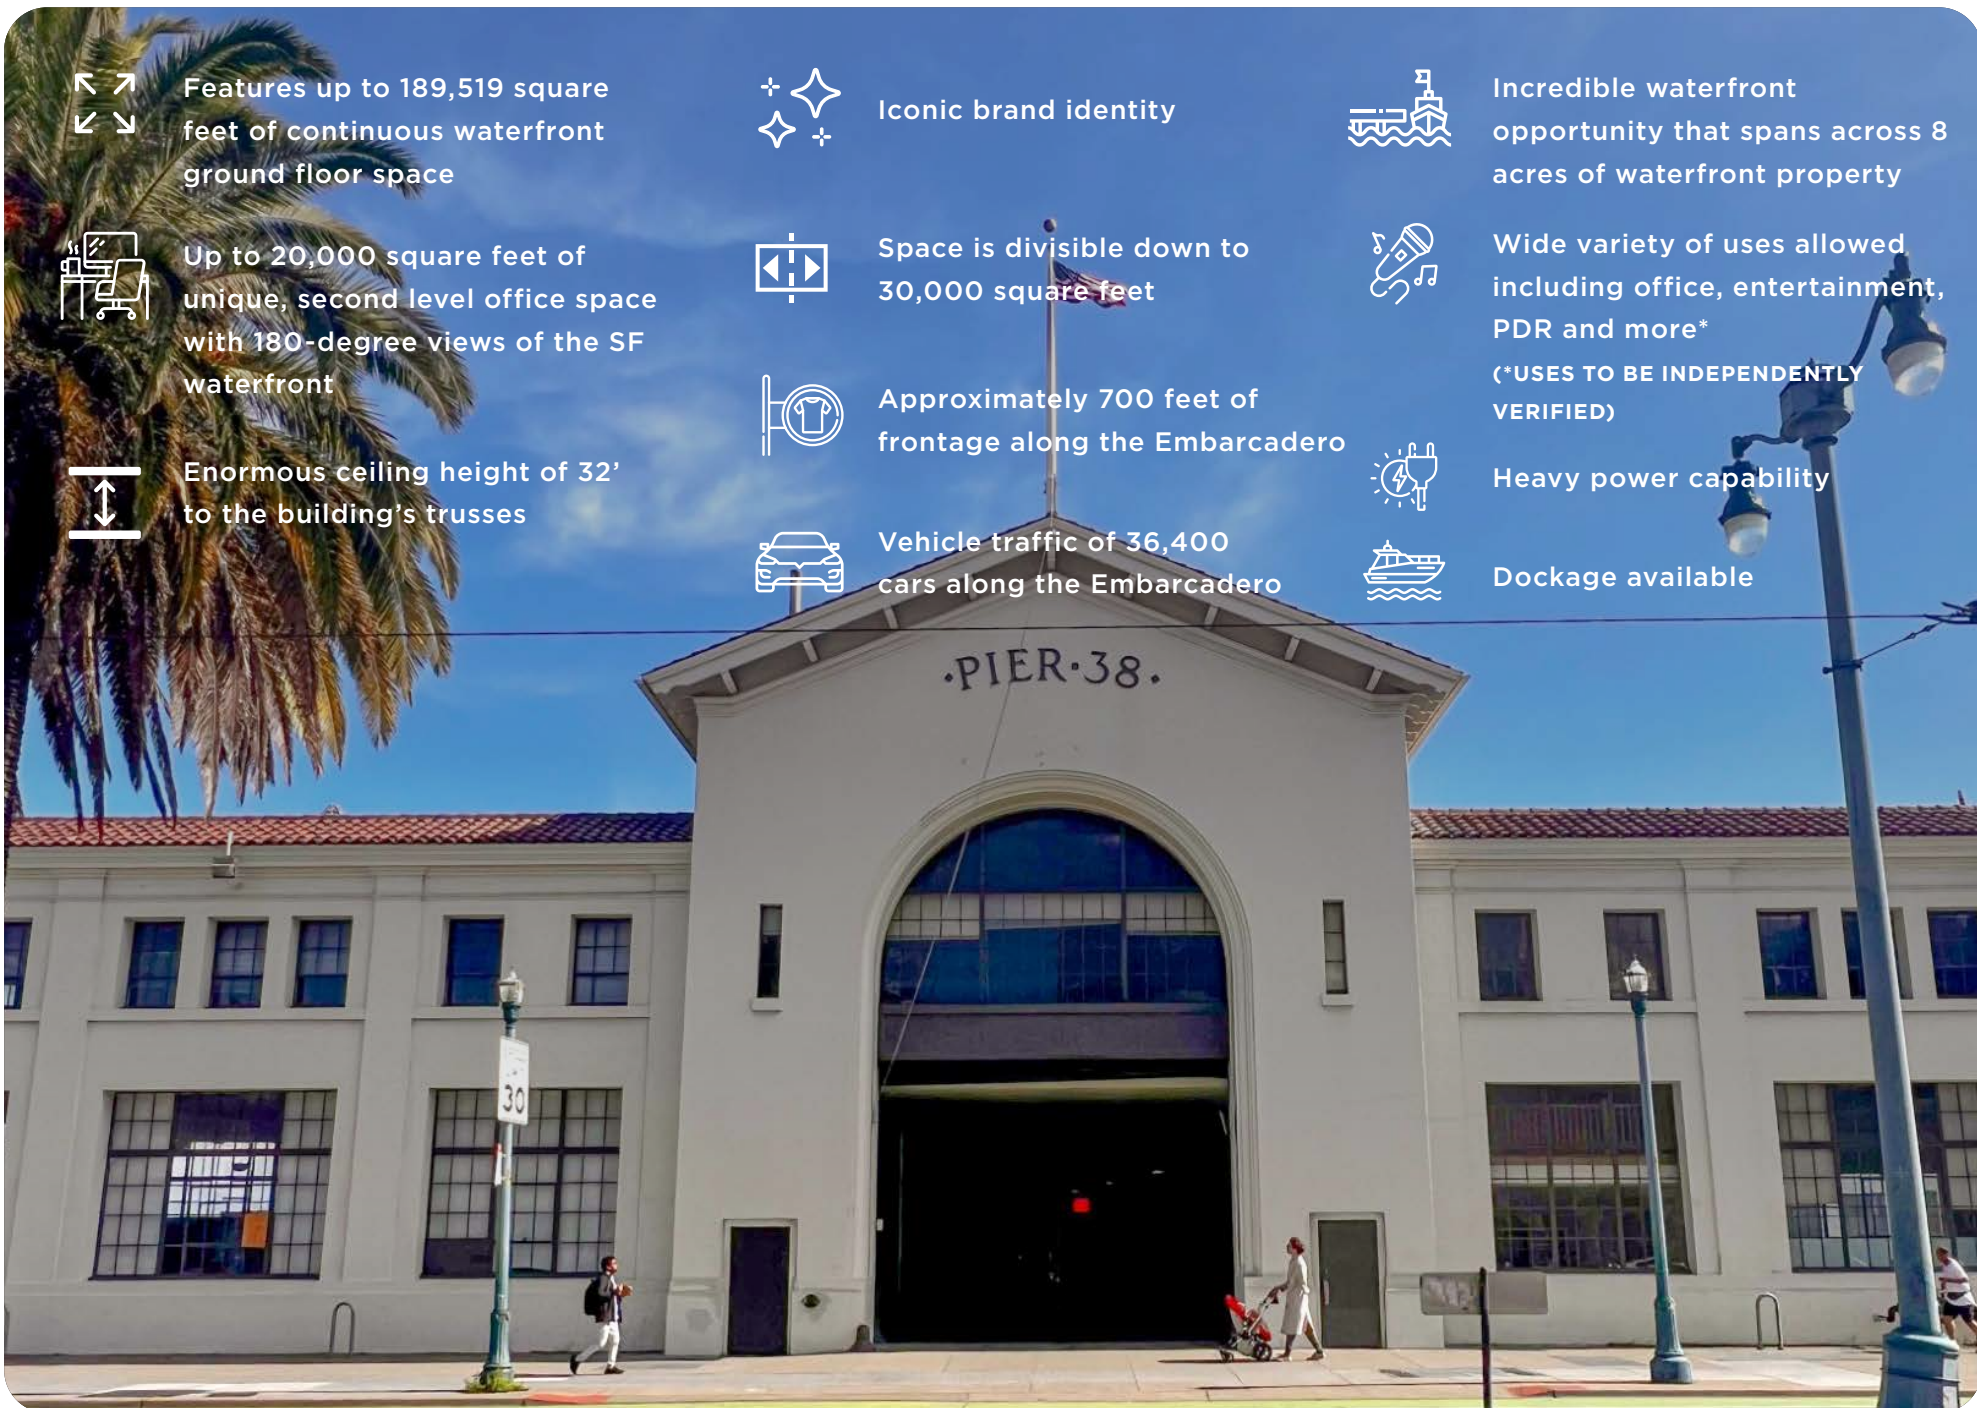 Features up to 189,519 square
feet of continuous waterfront
ground floor space
Up to 20,000 square feet of
unique, second level office space
with 180-degree views of the SF
waterfront
Enormous ceiling height of 32’
to the building’s trusses
Iconic brand identity
Space is divisible down to
30,000 square feet
Approximately 700 feet of
frontage along the Embarcadero
Vehicle traffic of 36,400
cars along the Embarcadero
Incredible waterfront
opportunity that spans across 8
acres of waterfront property
Wide variety of uses allowed
including office, entertainment,
PDR and more*
(*USES TO BE INDEPENDENTLY
VERIFIED)
Heavy power capability
Dockage available
·PIER·38·
30